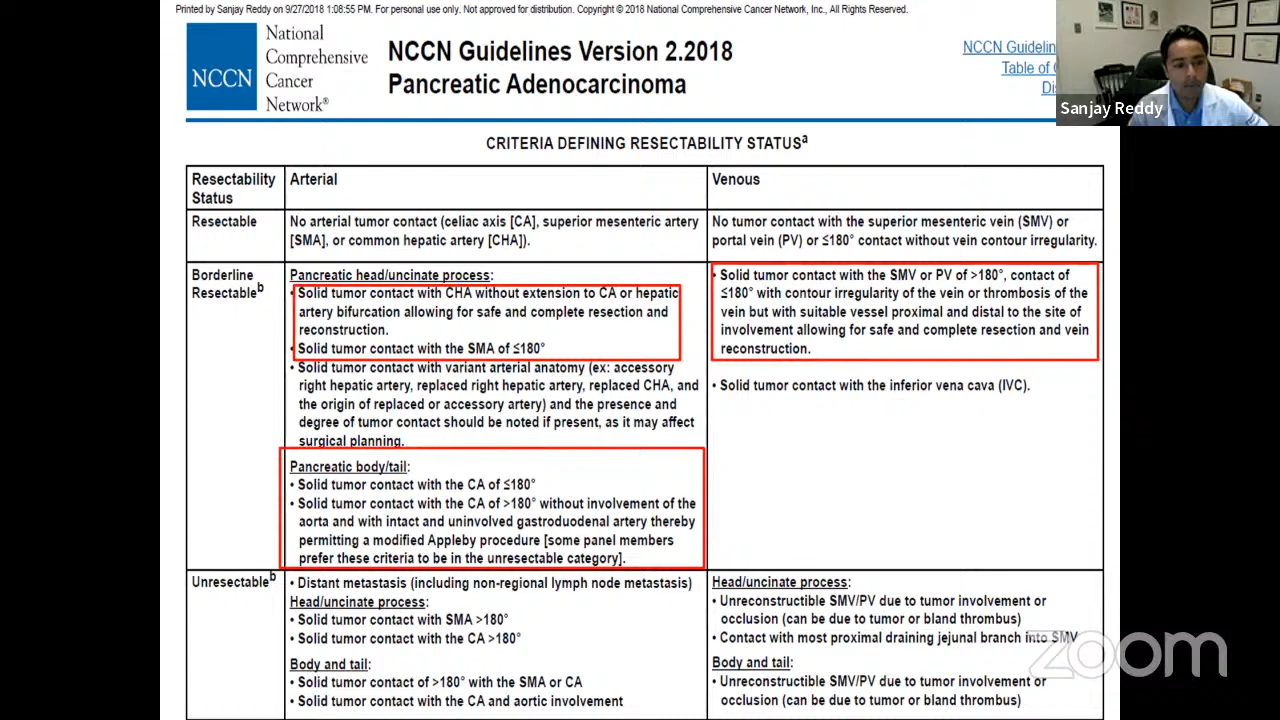 Printed by Sanjay Reddy on 9/27/2018 1:08:55 PM. For personal use only. Not approved for distribution. Copyright © 2018 National Comprehensive Cancer Network, Inc., All Rights Reserved.
NCCN
National
Comprehensive
Cancer
Network®
NCCN Guidelines Version 2.2018
Pancreatic Adenocarcinoma
NCCN
Table of
Sanjay Reddy
CRITERIA DEFINING RESECTABILITY STATUSa
Resectability
Status
Arterial
Venous
Resectable
No arterial tumor contact (celiac axis [CA], superior mesenteric artery
[SMA], or common hepatic artery [CHA]).
No tumor contact with the superior mesenteric vein (SMV) or
portal vein (PV) or ≤180° contact without vein contour irregularity.
Borderline
Resectableb
Pancreatic head/uncinate process:
• Solid tumor contact with CHA without extension to CA or hepatic
artery bifurcation allowing for safe and complete resection and
reconstruction.
• Solid tumor contact with the SMA of ≤180°
• Solid tumor contact with variant arterial anatomy (ex: accessory
right hepatic artery, replaced right hepatic artery, replaced CHA, and
the origin of replaced or accessory artery) and the presence and
degree of tumor contact should be noted if present, as it may affect
surgical planning.
Pancreatic body/tail:
• Solid tumor contact with the CA of ≤180°
• Solid tumor contact with the CA of >180° without involvement of the
aorta and with intact and uninvolved gastroduodenal artery thereby
permitting a modified Appleby procedure [some panel members
prefer these criteria to be in the unresectable category].
• Solid tumor contact with the SMV or PV of >180°, contact of
≤180° with contour irregularity of the vein or thrombosis of the
vein but with suitable vessel proximal and distal to the site of
involvement allowing for safe and complete resection and vein
reconstruction.
• Solid tumor contact with the inferior vena cava (IVC).
Unresectableb
• Distant metastasis (including non-regional lymph node metastasis)
Head/uncinate process:
• Solid tumor contact with SMA >180°
• Solid tumor contact with the CA >180°
Body and tail:
• Solid tumor contact of >180° with the SMA or CA
• Solid tumor contact with the CA and aortic involvement
Head/uncinate process:
• Unreconstructible SMV/PV due to tumor involvement or
occlusion (can be due to tumor or bland thrombus)
• Contact with most proximal draining jejunal branch into SMV
Body and tail:
• Unreconstructible SMV/PV due to tumor involvement or
occlusion (can be due to tumor or bland thrombus)
zoom